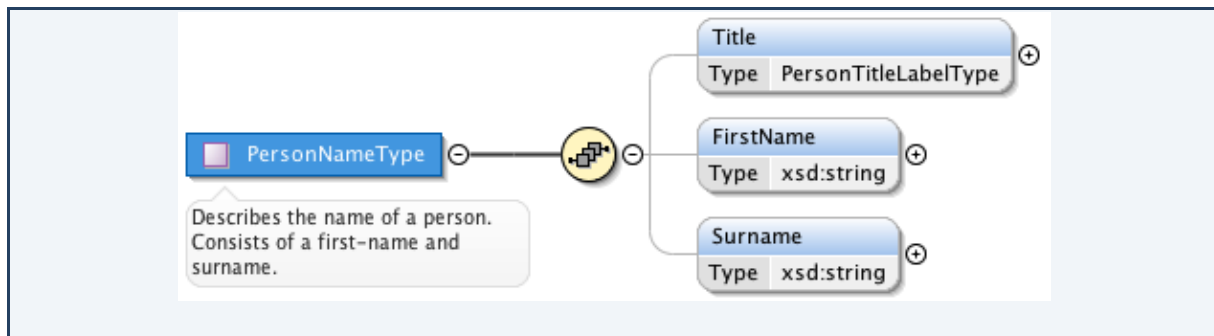 Title
Type PersonTitleLabelType
PersonNameType
FirstName
Type xsd:string
Describes the name of a person.
Consists of a first-name and
surname.
Surname
Type xsd:string